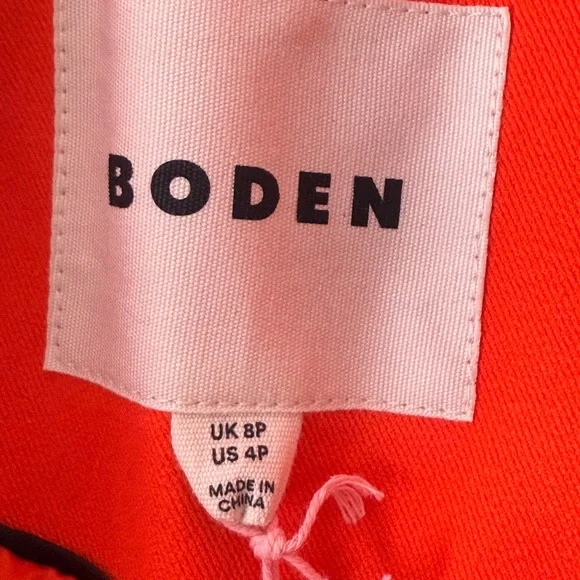 BODEN
UK 8P
US 4P
MADE IN
CHINA